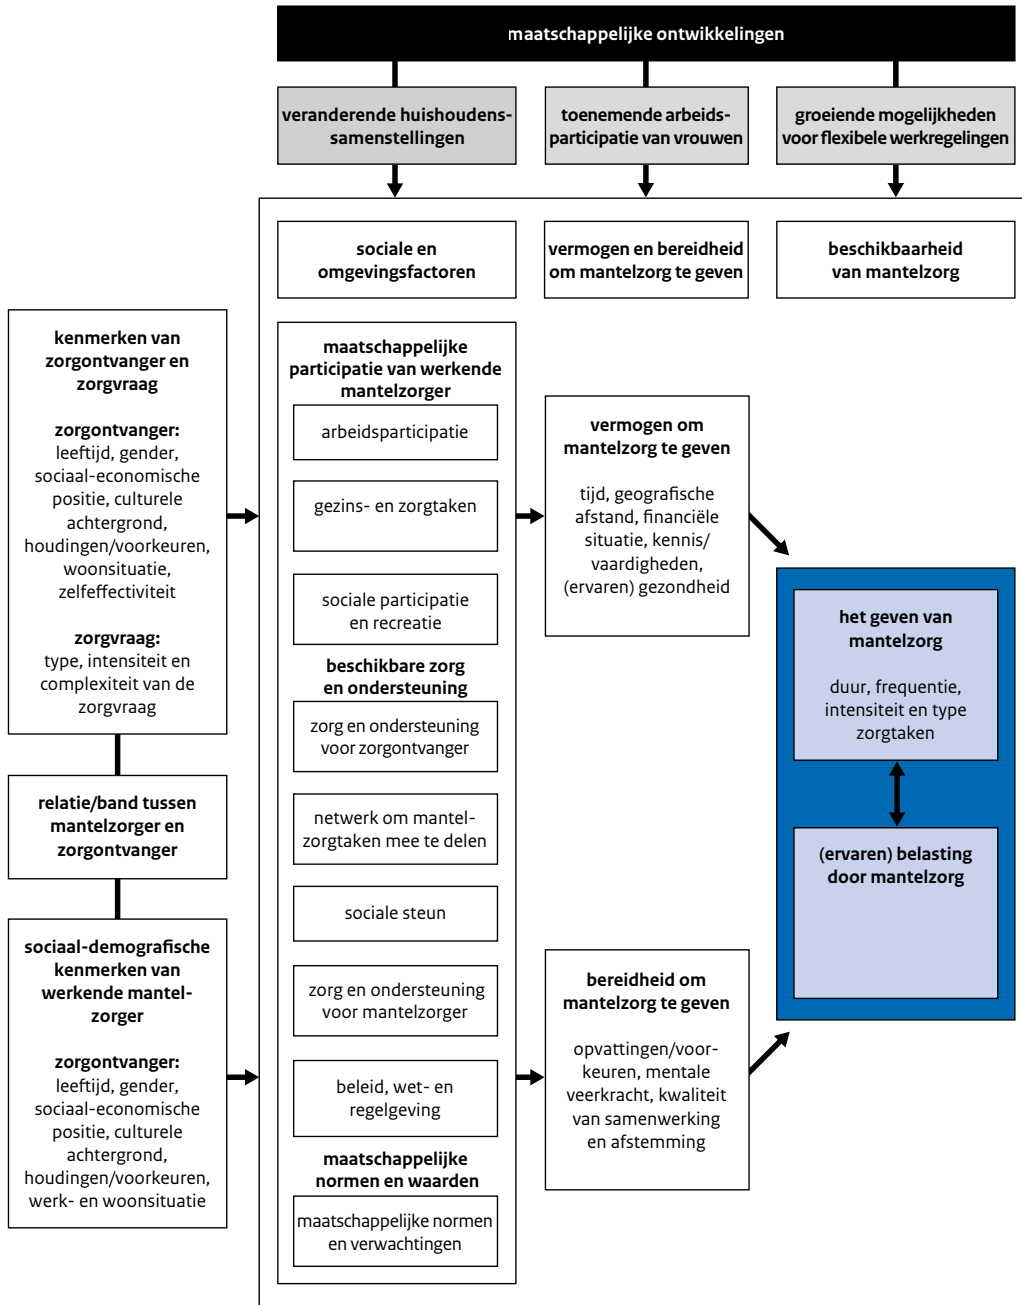 maatschappelijke ontwikkelingen
veranderende huishoudens-
samenstellingen
toenemende arbeids-
participatie van vrouwen
groeiende mogelijkheden
voor flexibele werkregelingen
sociale en
omgevingsfactoren
vermogen en bereidheid
om mantelzorg te geven
beschikbaarheid
van mantelzorg
kenmerken van
zorgontvanger en
zorgvraag
zorgontvanger:
leeftijd, gender,
sociaal-economische
positie, culturele
achtergrond,
houdingen/voorkeuren,
woonsituatie,
zelfeffectiviteit
zorgvraag:
type, intensiteit en
complexiteit van de
zorgvraag
relatie/band tussen
mantelzorger en
zorgontvanger
sociaal-demografische
kenmerken van
werkende mantel-
zorger
zorgontvanger:
leeftijd, gender,
sociaal-economische
positie, culturele
achtergrond,
houdingen/voorkeuren,
werk- en woonsituatie
maatschappelijke
participatie van werkende
mantelzorger
arbeidsparticipatie
gezins- en zorgtaken
sociale participatie
en recreatie
beschikbare zorg
en ondersteuning
zorg en ondersteuning
voor zorgontvanger
netwerk om mantel-
zorgtaken mee te delen
sociale steun
zorg en ondersteuning
voor mantelzorger
beleid, wet- en
regelgeving
maatschappelijke
normen en waarden
maatschappelijke normen
en verwachtingen
vermogen om
mantelzorg te geven
tijd, geografische
afstand, financiële
situatie, kennis/
vaardigheden,
(ervaren) gezondheid
bereidheid om
mantelzorg te geven
opvattingen/voor-
keuren, mentale
veerkracht, kwaliteit
van samenwerking
en afstemming
het geven van
mantelzorg
duur, frequentie,
intensiteit en type
zorgtaken
(ervaren) belasting
door mantelzorg